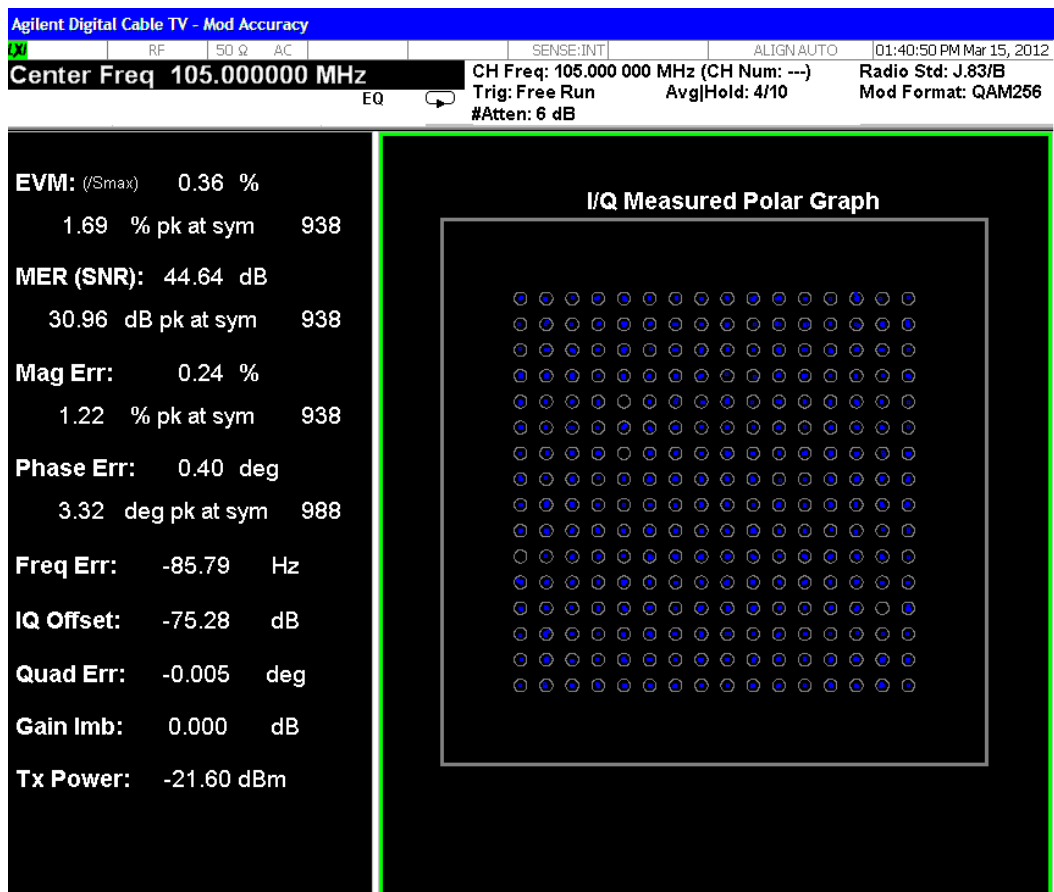 Agilent Digital Cable TV - Mod Accuracy
LXI RF 50 Ω AC SENSE:INT ALIGN AUTO 01:40:50 PM Mar 15, 2012
Center Freq 105.000000 MHz
EQ
CH Freq: 105.000 000 MHz (CH Num: ---)
Trig: Free Run Avg|Hold: 4/10
#Atten: 6 dB
Radio Std: J.83/B
Mod Format: QAM256
EVM: (/Smax) 0.36 %
1.69 % pk at sym 938
MER (SNR): 44.64 dB
30.96 dB pk at sym 938
Mag Err: 0.24 %
1.22 % pk at sym 938
Phase Err: 0.40 deg
3.32 deg pk at sym 988
Freq Err: -85.79 Hz
IQ Offset: -75.28 dB
Quad Err: -0.005 deg
Gain Imb: 0.000 dB
Tx Power: -21.60 dBm
I/Q Measured Polar Graph